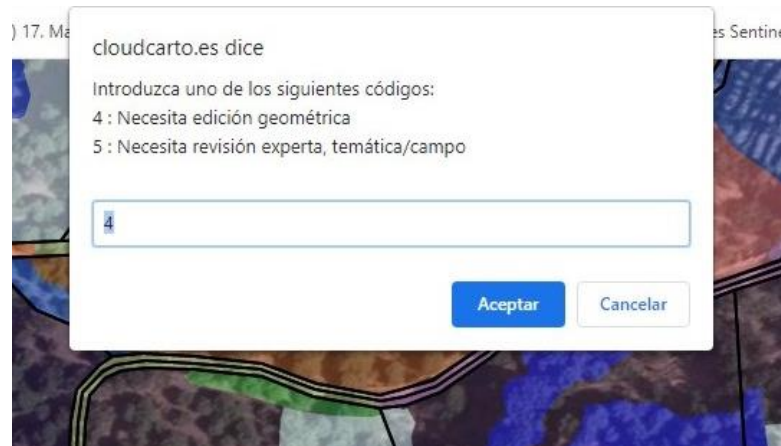 ) 17. Ma
es Sentine
cloudcarto.es dice
Introduzca uno de los siguientes códigos:
4 : Necesita edición geométrica
5 : Necesita revisión experta, temática/campo
4
Aceptar
Cancelar